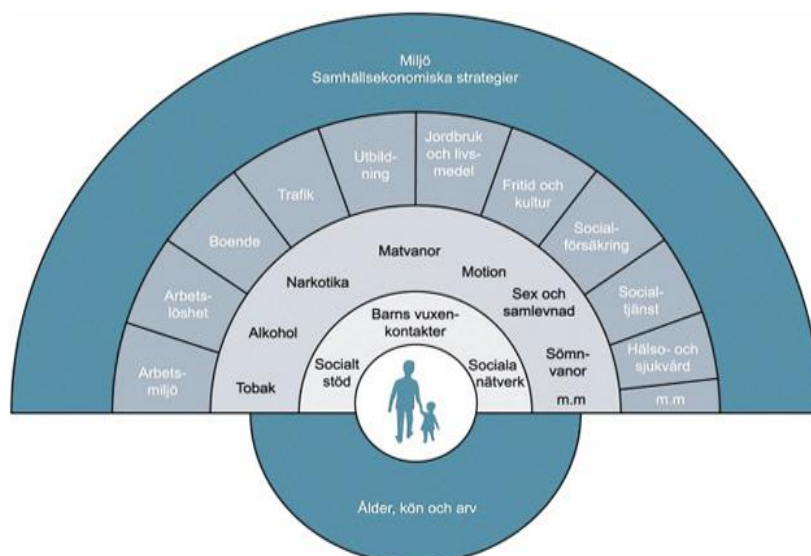 Miljö
Samhällsekonomiska strategier
Arbets-
miljö
Arbets-
löshet
Boende
Trafik
Utbild-
ning
Jordbruk
och livs-
medel
Fritid och
kultur
Social-
försäkring
Social-
tjänst
Hälso- och
sjukvård
m.m
Tobak
Alkohol
Narkotika
Matvanor
Motion
Sex och
samlevnad
Sömn-
vanor
m.m
Socialt
stöd
Barns vuxen-
kontakter
Sociala
nätverk
Ålder, kön och arv